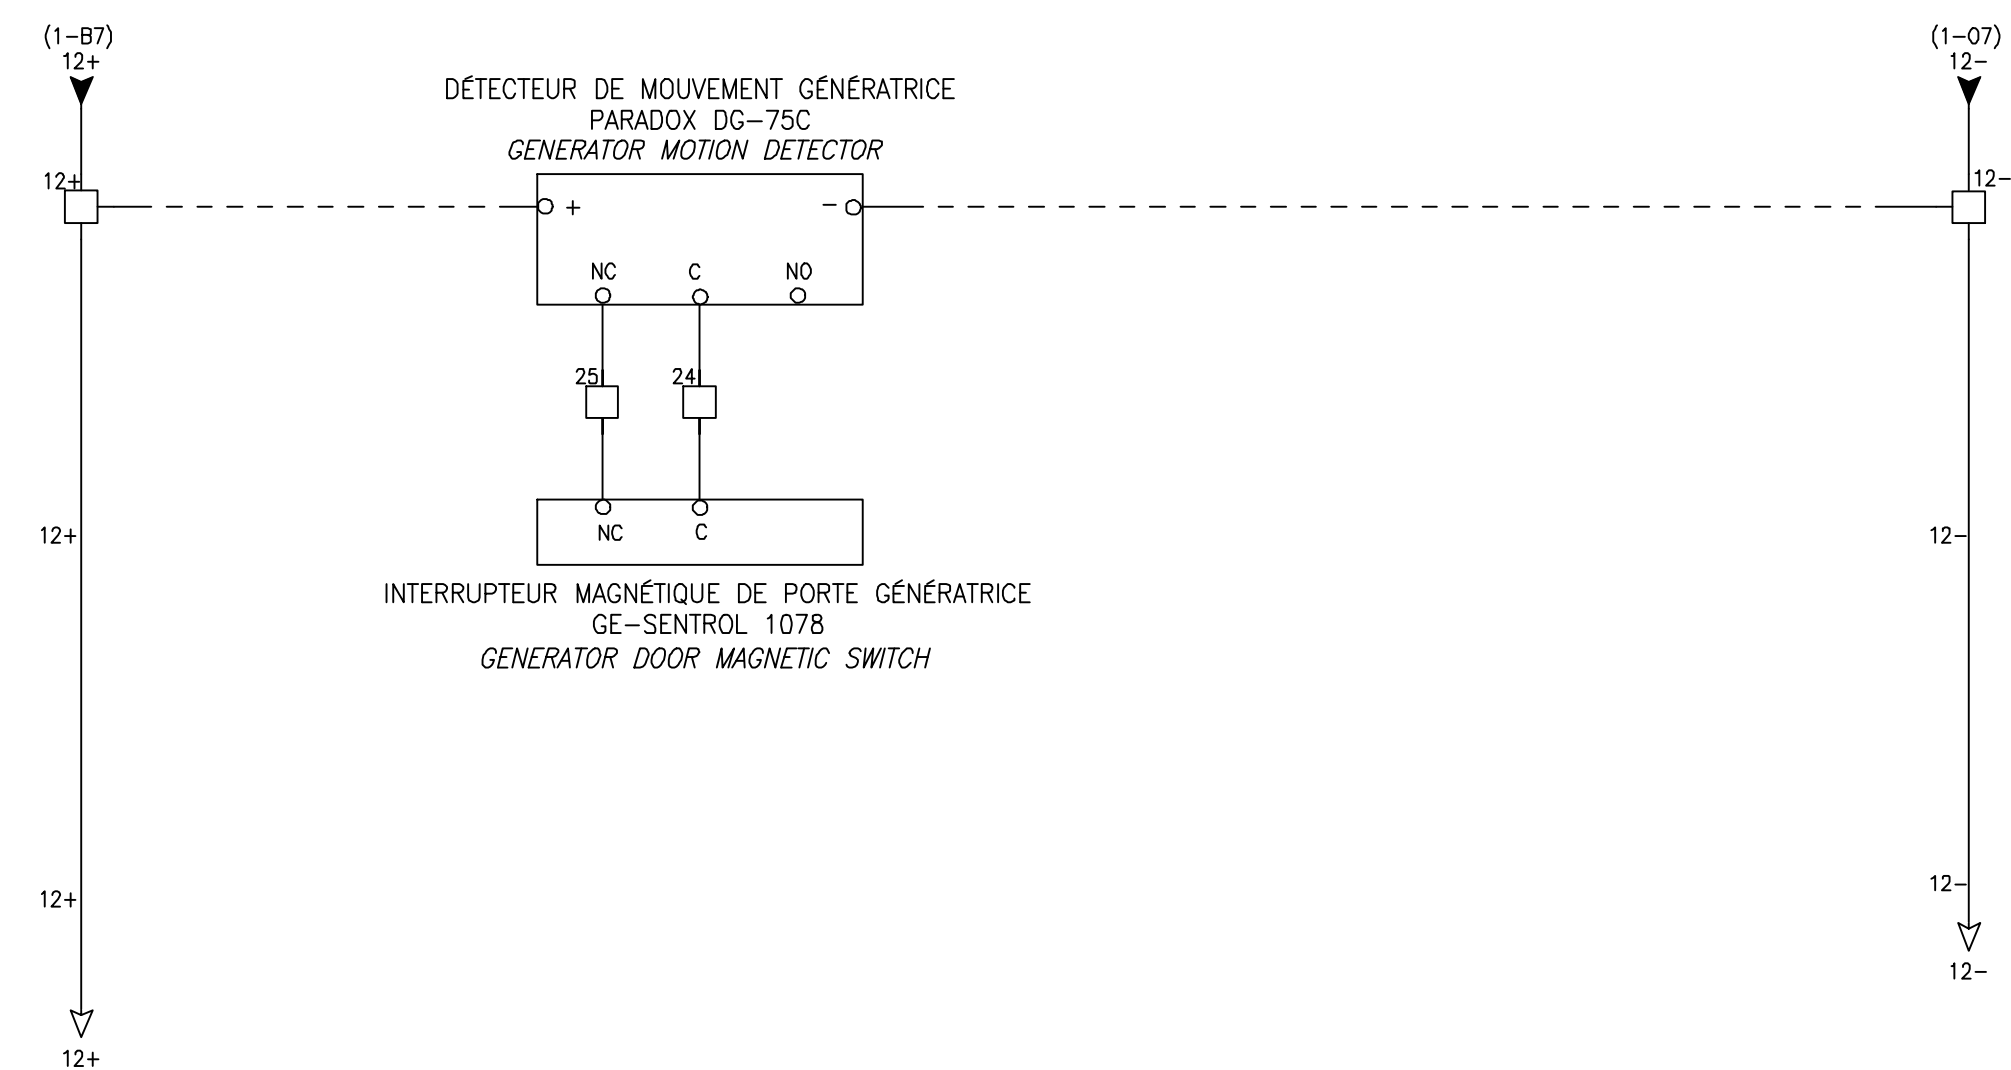 (1-B7)
12+
(1-07)
12-
DÉTECTEUR DE MOUVEMENT GÉNÉRATRICE
PARADOX DG-75C
GENERATOR MOTION DETECTOR
12+
12-
+
-
NC C NO
25 24
NC C
12+
12-
INTERRUPTEUR MAGNÉTIQUE DE PORTE GÉNÉRATRICE
GE-SENTROL 1078
GENERATOR DOOR MAGNETIC SWITCH
12+
12-
12-
12+